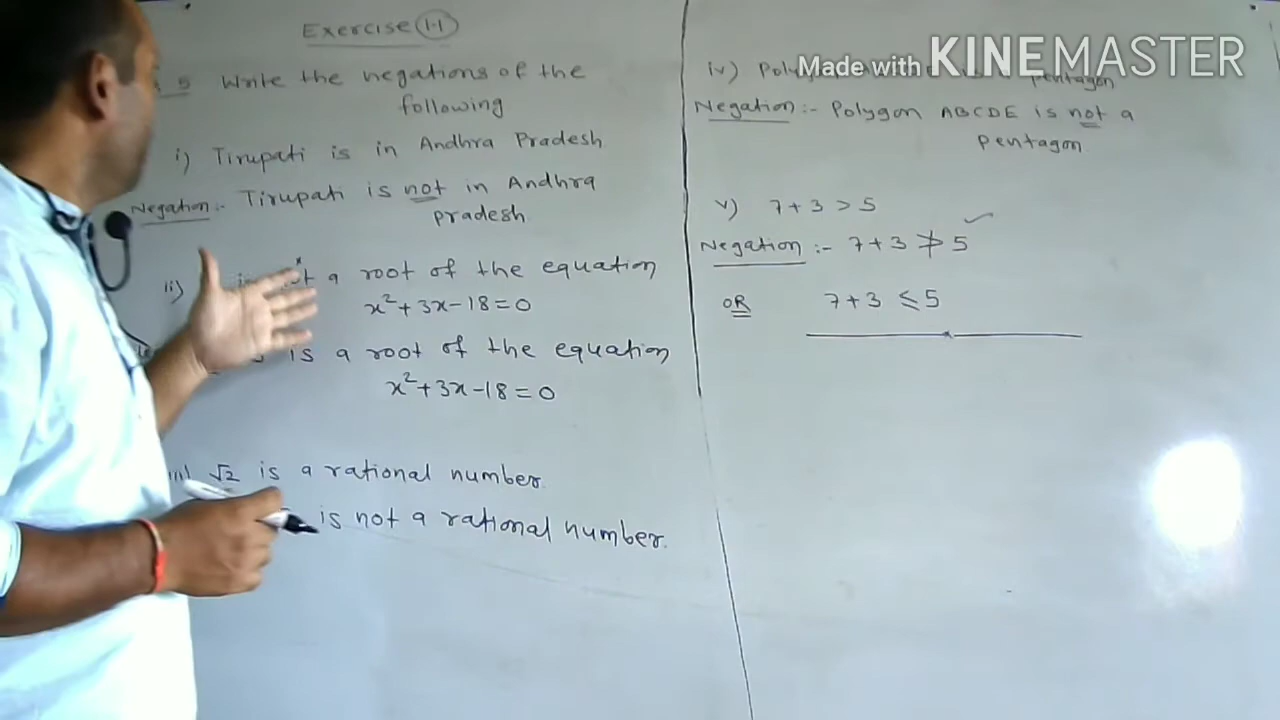 Exercise 1.1
5 Write the negations of the
following
i) Tirupati is in Andhra Pradesh
Negation :- Tirupati is not in Andhra
pradesh
ii) a root of the equation
x²+3x-18=0
is a root of the equation
x²+3x-18=0
√2 is a rational number.
is not a rational number.
Made with KINEMASTER
iv) pentagon
Negation :- Polygon ABCDE is not a
pentagon
v) 7+3 > 5
Negation :- 7+3 ≯ 5
OR 7+3 ≤ 5